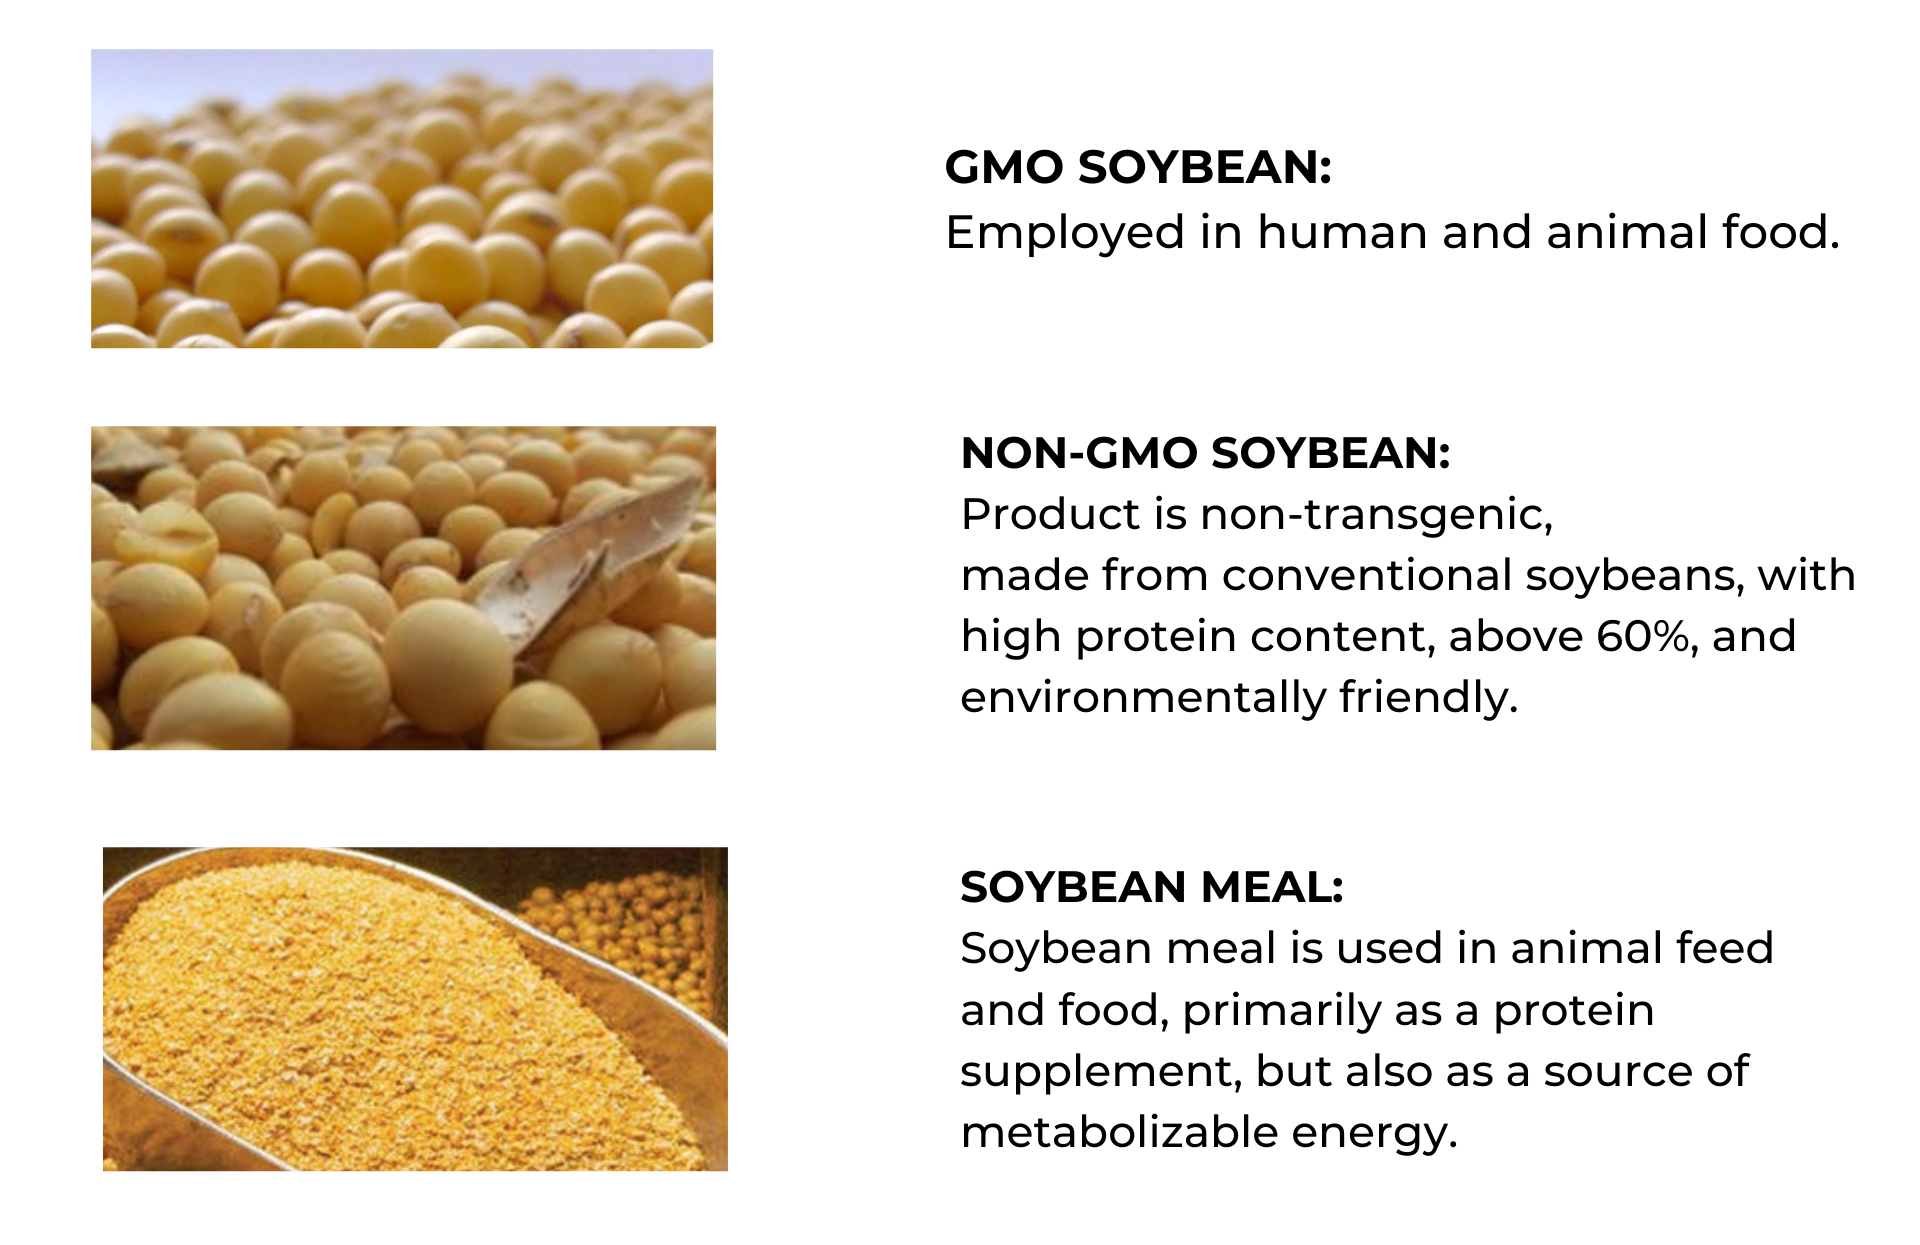 GMO SOYBEAN:
Employed in human and animal food.
NON-GMO SOYBEAN:
Product is non-transgenic,
made from conventional soybeans, with
high protein content, above 60%, and
environmentally friendly.
SOYBEAN MEAL:
Soybean meal is used in animal feed
and food, primarily as a protein
supplement, but also as a source of
metabolizable energy.